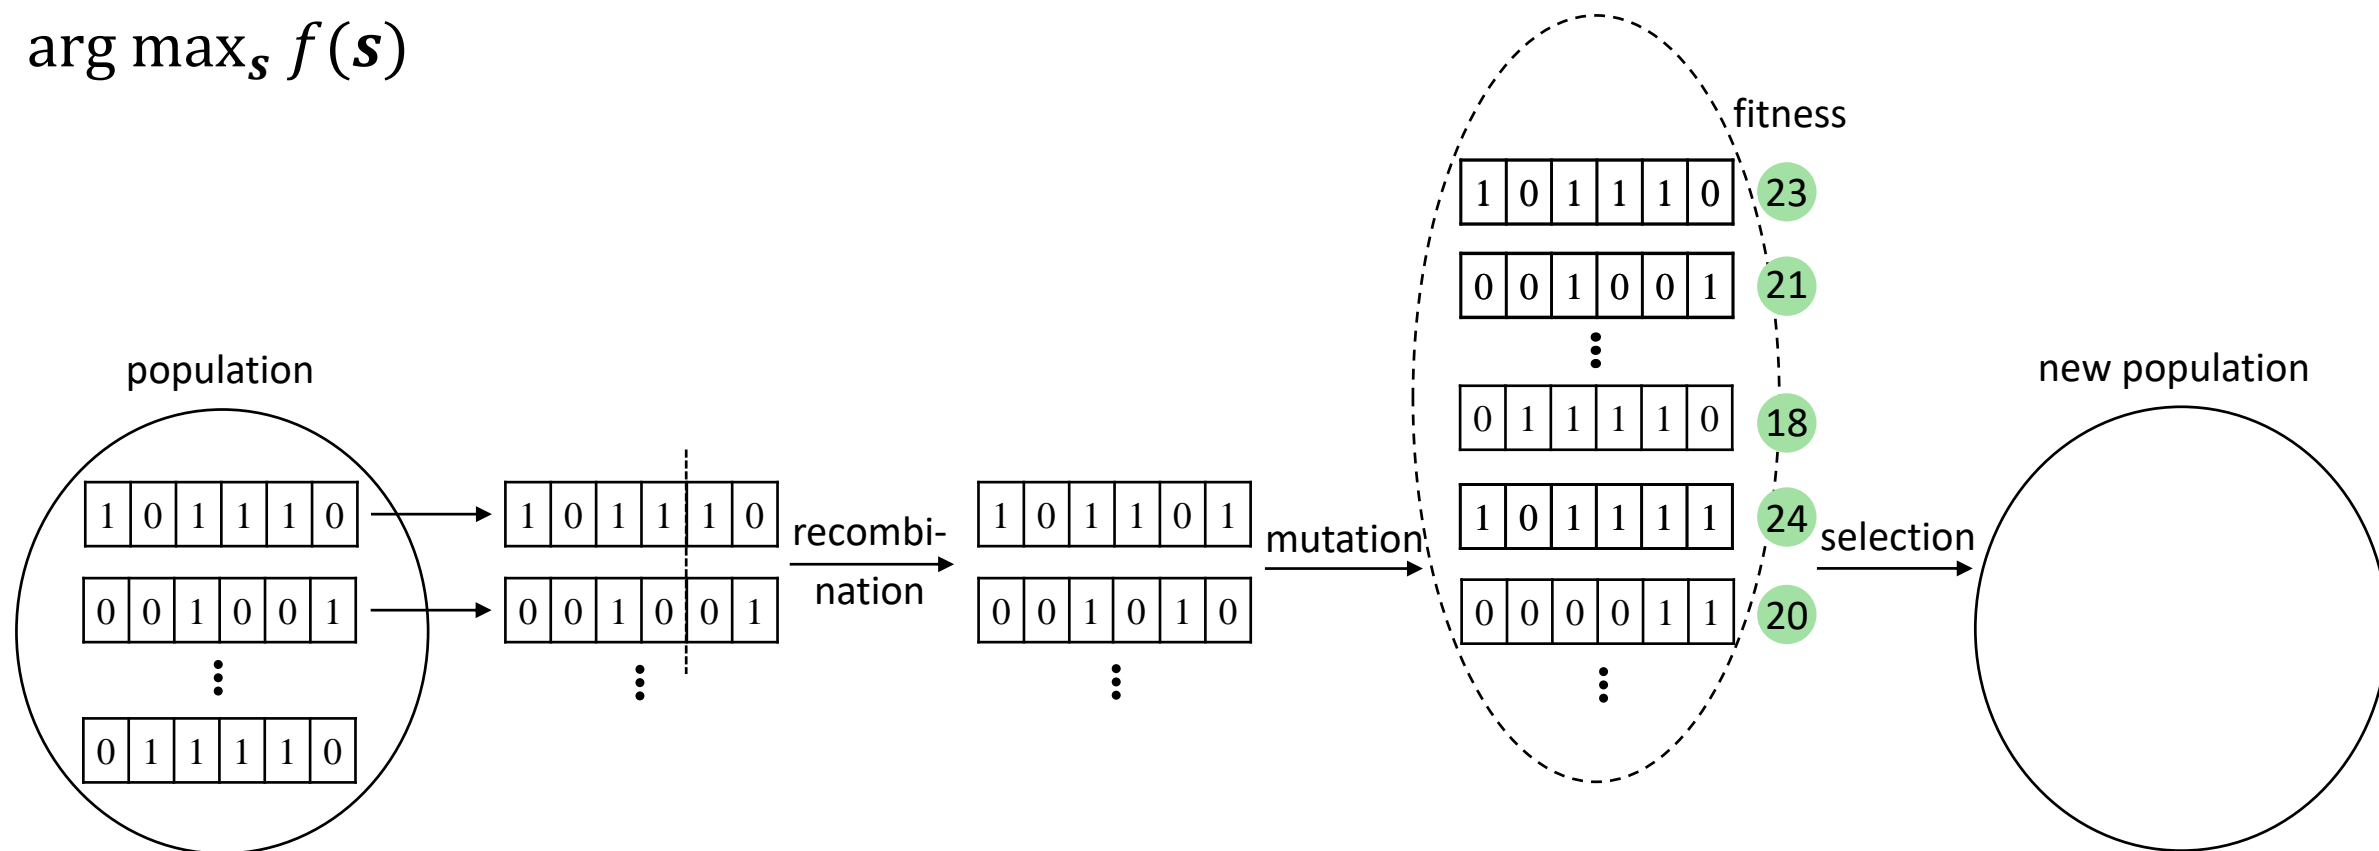 arg max_s f(s)
population
1 0 1 1 1 0
0 0 1 0 0 1
0 1 1 1 1 0
1 0 1 1 1 0
0 0 1 0 0 1
recombi-
nation
1 0 1 1 0 1
0 0 1 0 1 0
mutation
fitness
1 0 1 1 1 0 23
0 0 1 0 0 1 21
0 1 1 1 1 0 18
1 0 1 1 1 1 24
0 0 0 0 1 1 20
selection
new population